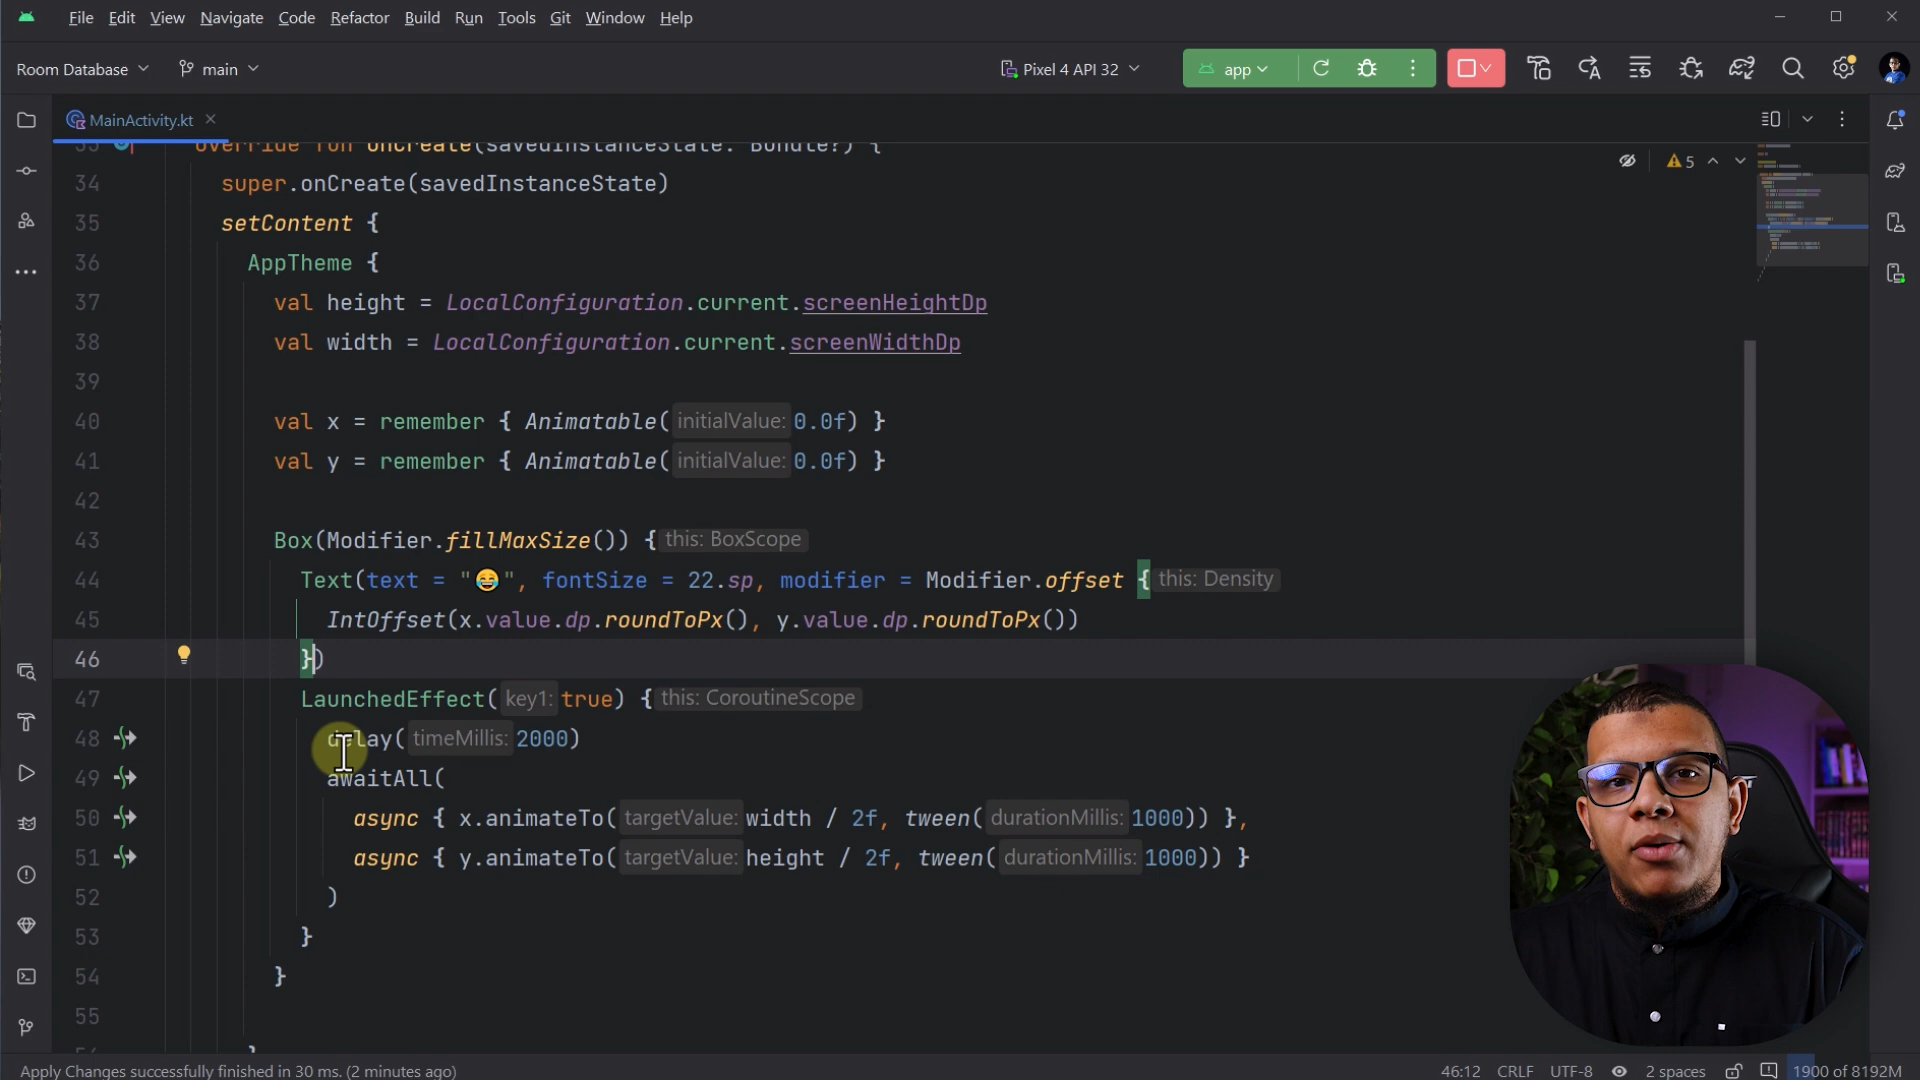 File Edit View Navigate Code Refactor Build Run Tools Git Window Help
Room Database main Pixel 4 API 32 app
MainActivity.kt
35 override fun onCreate(savedInstanceState: Bundle?) {
5
34 super.onCreate(savedInstanceState)
35 setContent {
36 AppTheme {
37 val height = LocalConfiguration.current.screenHeightDp
38 val width = LocalConfiguration.current.screenWidthDp
39
40 val x = remember { Animatable( initialValue: 0.0f) }
41 val y = remember { Animatable( initialValue: 0.0f) }
42
43 Box(Modifier.fillMaxSize()) { this: BoxScope
44 Text(text = "😂", fontSize = 22.sp, modifier = Modifier.offset { this: Density
45 IntOffset(x.value.dp.roundToPx(), y.value.dp.roundToPx())
46 })
47 LaunchedEffect( key1: true) { this: CoroutineScope
48 delay( timeMillis: 2000)
49 awaitAll(
50 async { x.animateTo( targetValue: width / 2f, tween( durationMillis: 1000)) },
51 async { y.animateTo( targetValue: height / 2f, tween( durationMillis: 1000)) }
52 )
53 }
54 }
55
Apply Changes successfully finished in 30 ms. (2 minutes ago) 46:12 CRLF UTF-8 2 spaces 1900 of 8192M